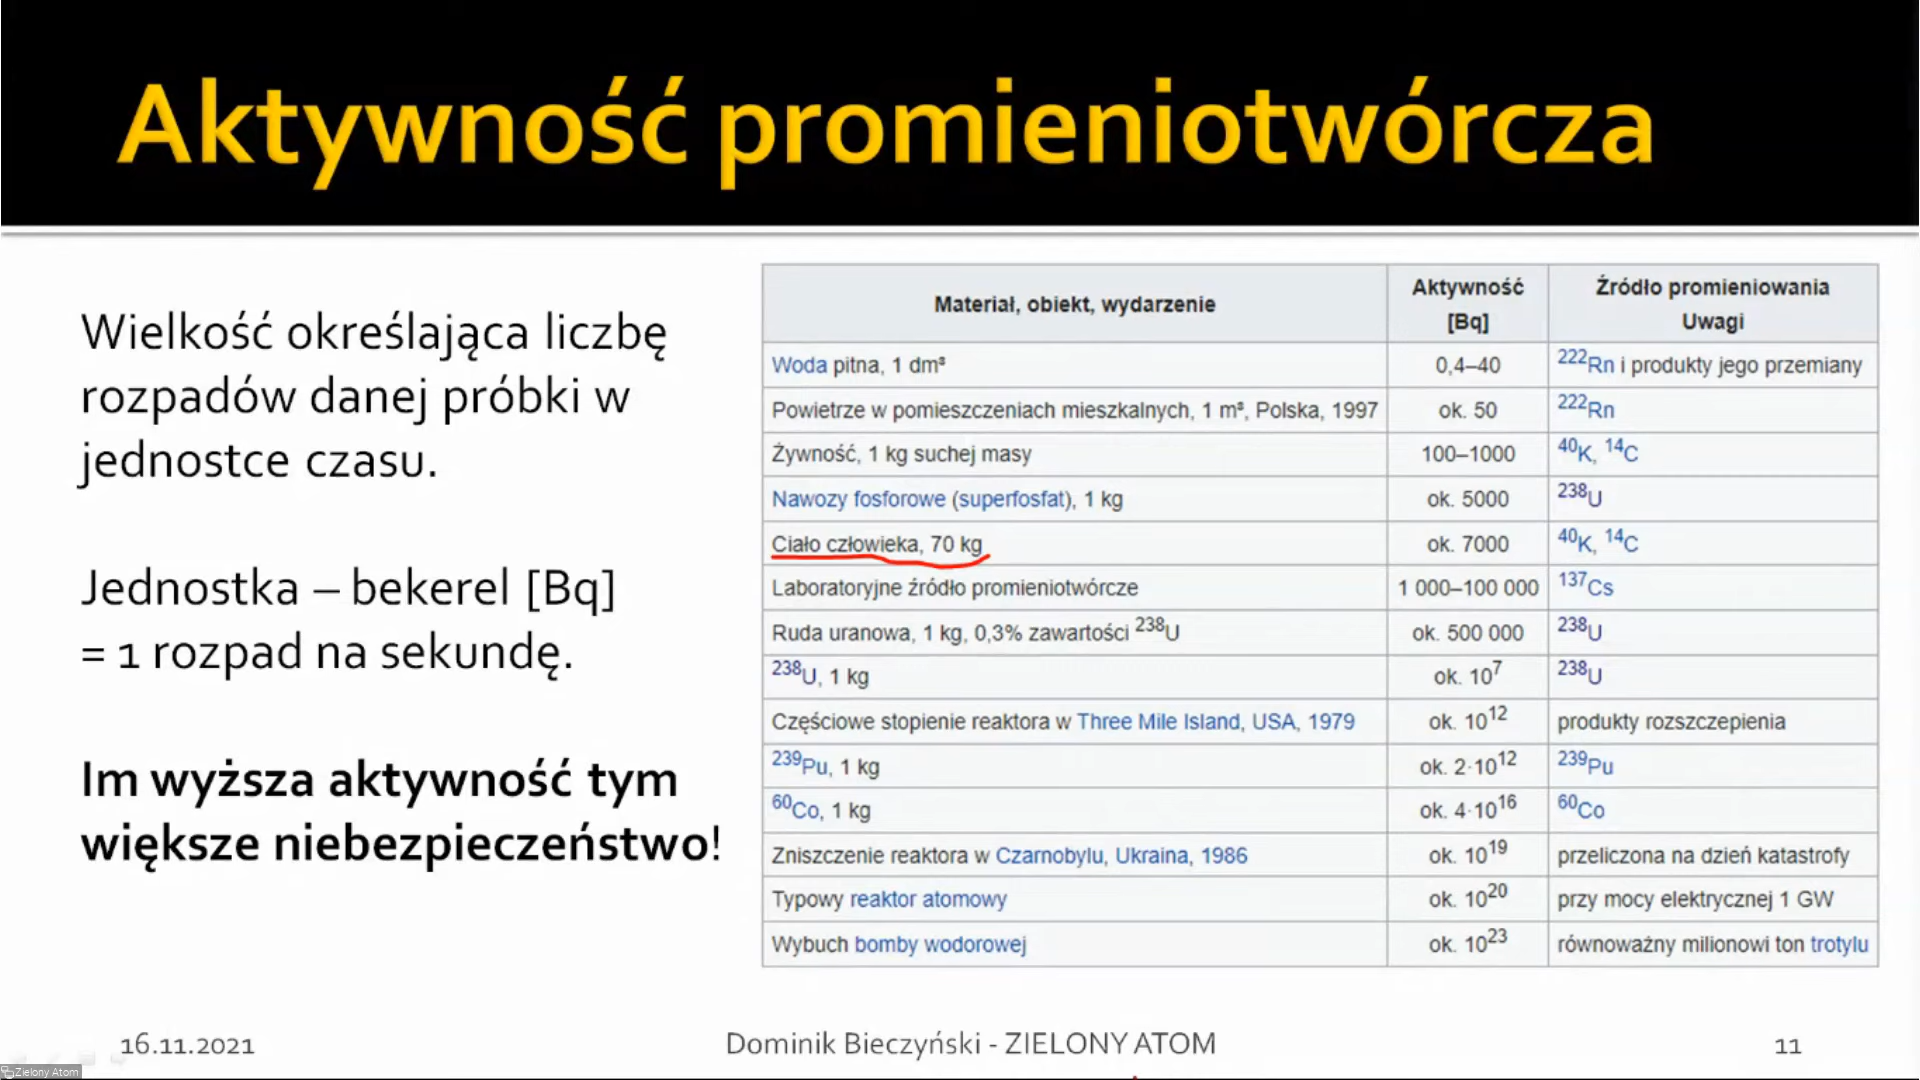 Aktywność promieniotwórcza
Wielkość określająca liczbę
rozpadów danej próbki w
jednostce czasu.
Jednostka – bekerel [Bq]
= 1 rozpad na sekundę.
Im wyższa aktywność tym
większe niebezpieczeństwo!
Materiał, obiekt, wydarzenie Aktywność [Bq] Źródło promieniowania Uwagi
Woda pitna, 1 dm³ 0,4–40 ²²²Rn i produkty jego przemiany
Powietrze w pomieszczeniach mieszkalnych, 1 m³, Polska, 1997 ok. 50 ²²²Rn
Żywność, 1 kg suchej masy 100–1000 ⁴⁰K, ¹⁴C
Nawozy fosforowe (superfosfat), 1 kg ok. 5000 ²³⁸U
Ciało człowieka, 70 kg ok. 7000 ⁴⁰K, ¹⁴C
Laboratoryjne źródło promieniotwórcze 1 000–100 000 ¹³⁷Cs
Ruda uranowa, 1 kg, 0,3% zawartości ²³⁸U ok. 500 000 ²³⁸U
²³⁸U, 1 kg ok. 10⁷ ²³⁸U
Częściowe stopienie reaktora w Three Mile Island, USA, 1979 ok. 10¹² produkty rozszczepienia
²³⁹Pu, 1 kg ok. 2·10¹² ²³⁹Pu
⁶⁰Co, 1 kg ok. 4·10¹⁶ ⁶⁰Co
Zniszczenie reaktora w Czarnobylu, Ukraina, 1986 ok. 10¹⁹ przeliczona na dzień katastrofy
Typowy reaktor atomowy ok. 10²⁰ przy mocy elektrycznej 1 GW
Wybuch bomby wodorowej ok. 10²³ równoważny milionowi ton trotylu
16.11.2021 Dominik Bieczyński - ZIELONY ATOM 11
Zielony Atom